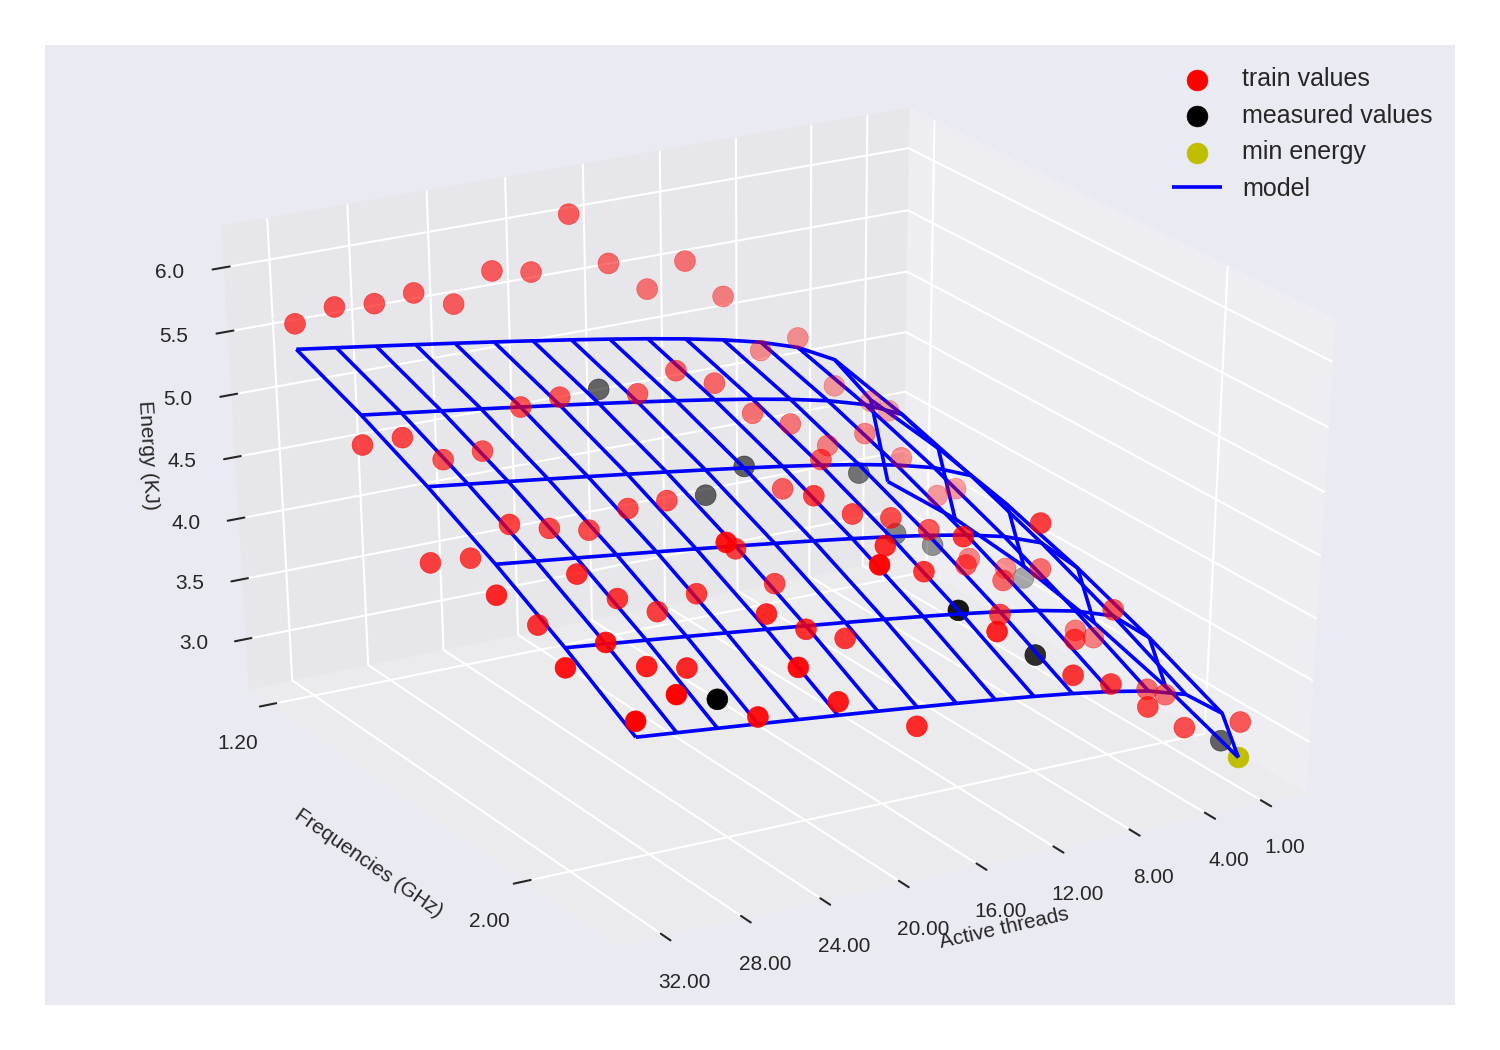 train values
measured values
min energy
model
6.0
5.5
5.0
4.5
4.0
3.5
3.0
Energy (KJ)
1.20
2.00
Frequencies (GHz)
1.00
4.00
8.00
12.00
16.00
20.00
24.00
28.00
32.00
Active threads